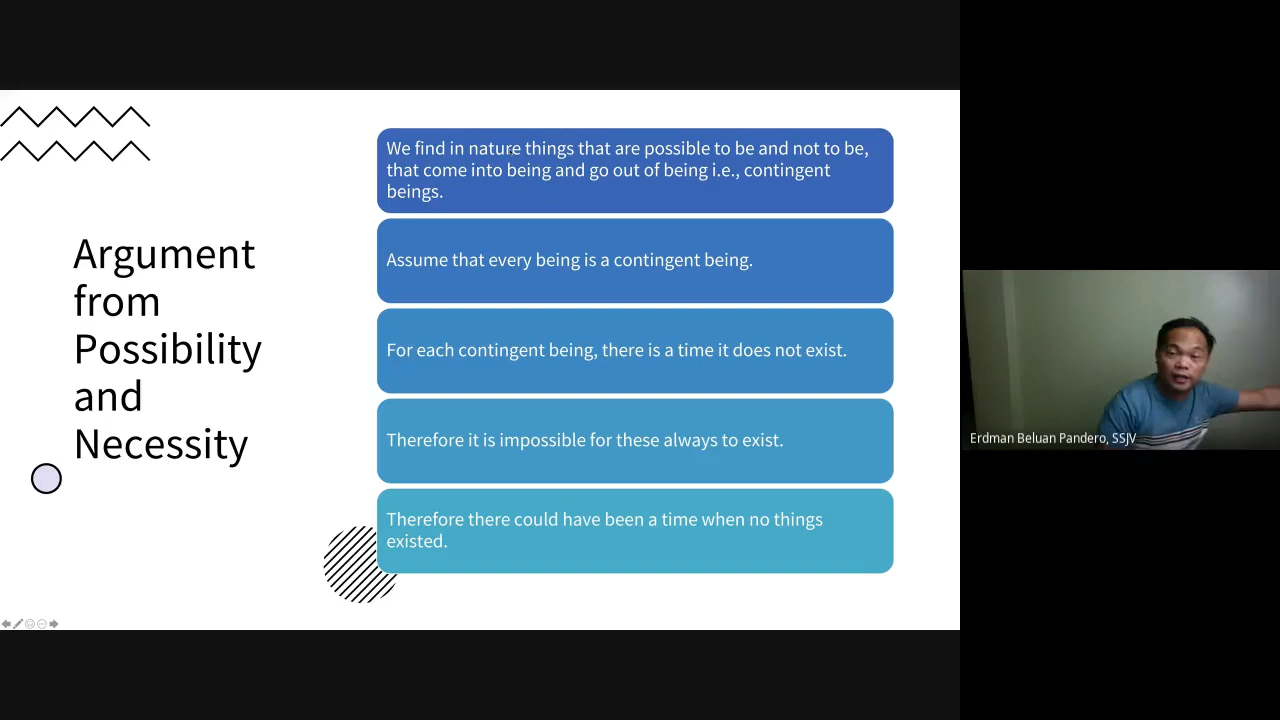 Argument
from
Possibility
and
Necessity
We find in nature things that are possible to be and not to be,
that come into being and go out of being i.e., contingent
beings.
Assume that every being is a contingent being.
For each contingent being, there is a time it does not exist.
Therefore it is impossible for these always to exist.
Therefore there could have been a time when no things
existed.
Erdman Beluan Pandero, SSJV